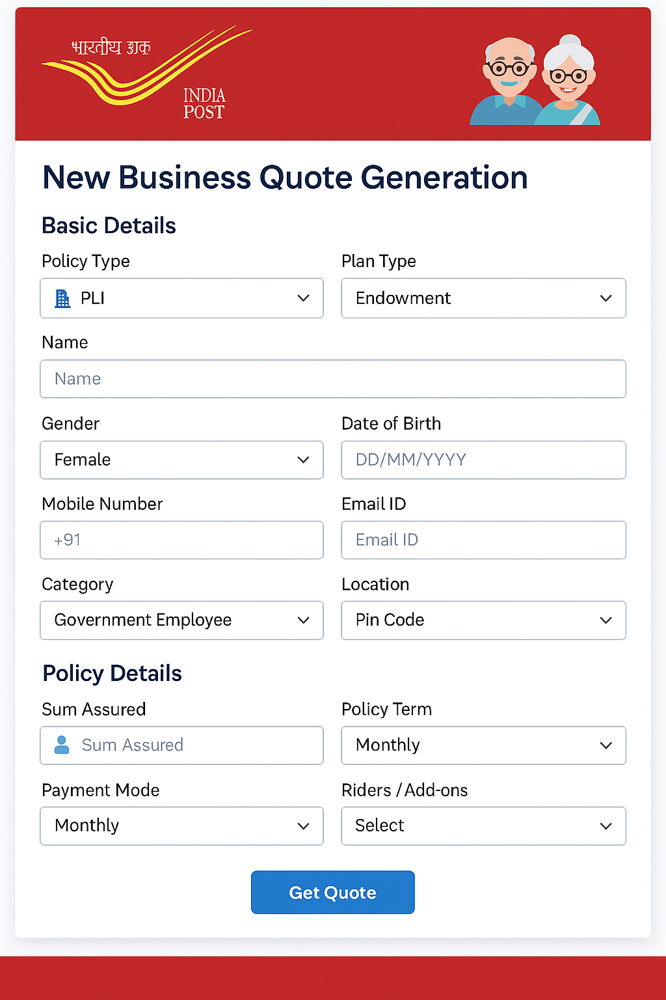 भारतीय डाक
INDIA
POST
New Business Quote Generation
Basic Details
Policy Type
Plan Type
PLI
Endowment
Name
Name
Gender
Date of Birth
Female
DD/MM/YYYY
Mobile Number
Email ID
+91
Email ID
Category
Location
Government Employee
Pin Code
Policy Details
Sum Assured
Policy Term
Sum Assured
Monthly
Payment Mode
Riders / Add-ons
Monthly
Select
Get Quote